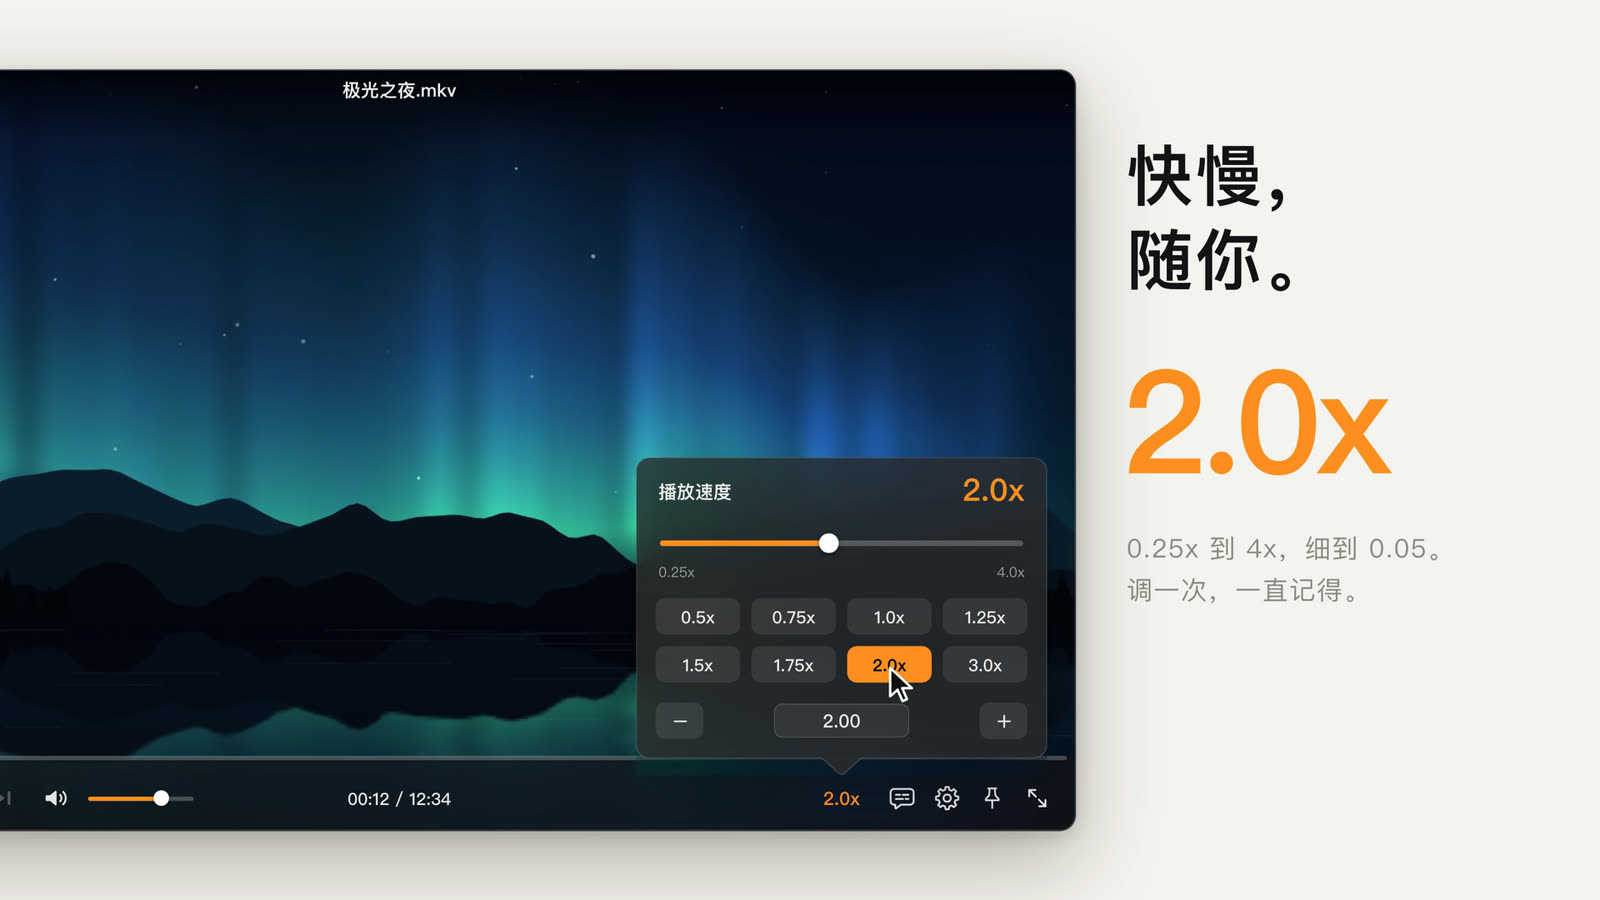 极光之夜.mkv
快慢，
随你。
2.0x
0.25x 到 4x，细到 0.05。
调一次，一直记得。
播放速度
2.0x
0.25x
4.0x
0.5x
0.75x
1.0x
1.25x
1.5x
1.75x
2.0x
3.0x
−
2.00
+
00:12 / 12:34
2.0x